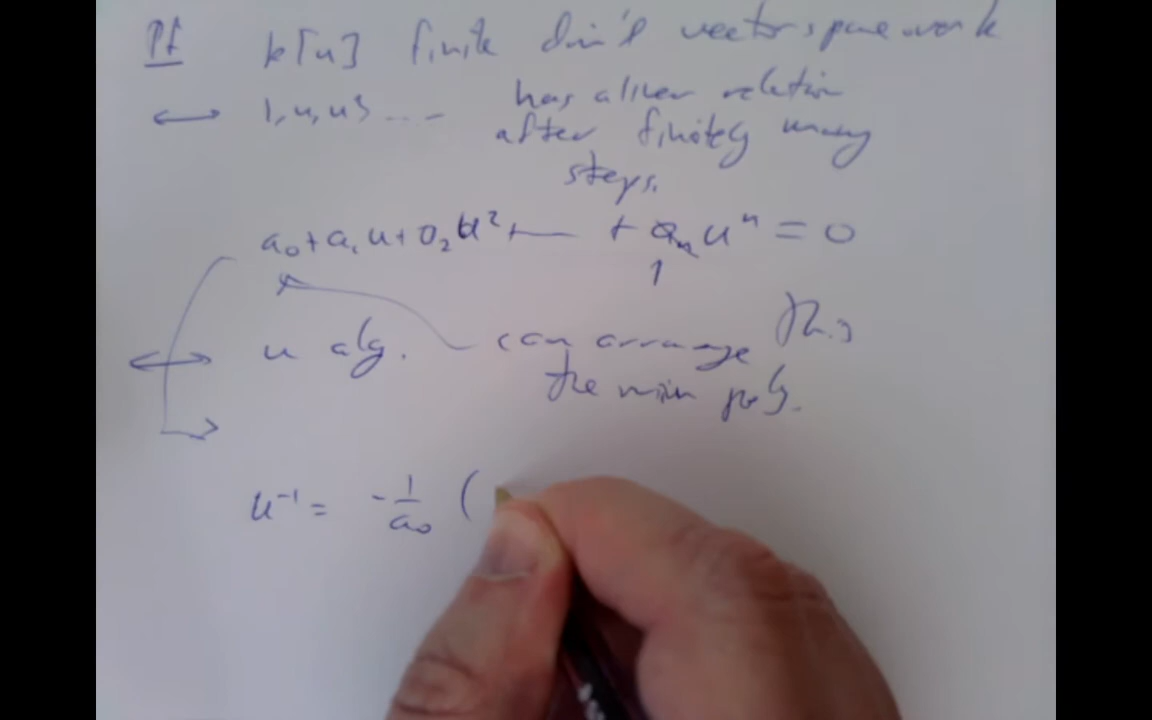 Pf k[u] finite dim'l vector space over k
↔ 1, u, u², ... has a linear relation
after finitely many
steps.
a₀ + a₁u + a₂u² + — + aₙuⁿ = 0
1
↔ u alg. can arrange this
the min poly.
u⁻¹ = -1/a₀ (